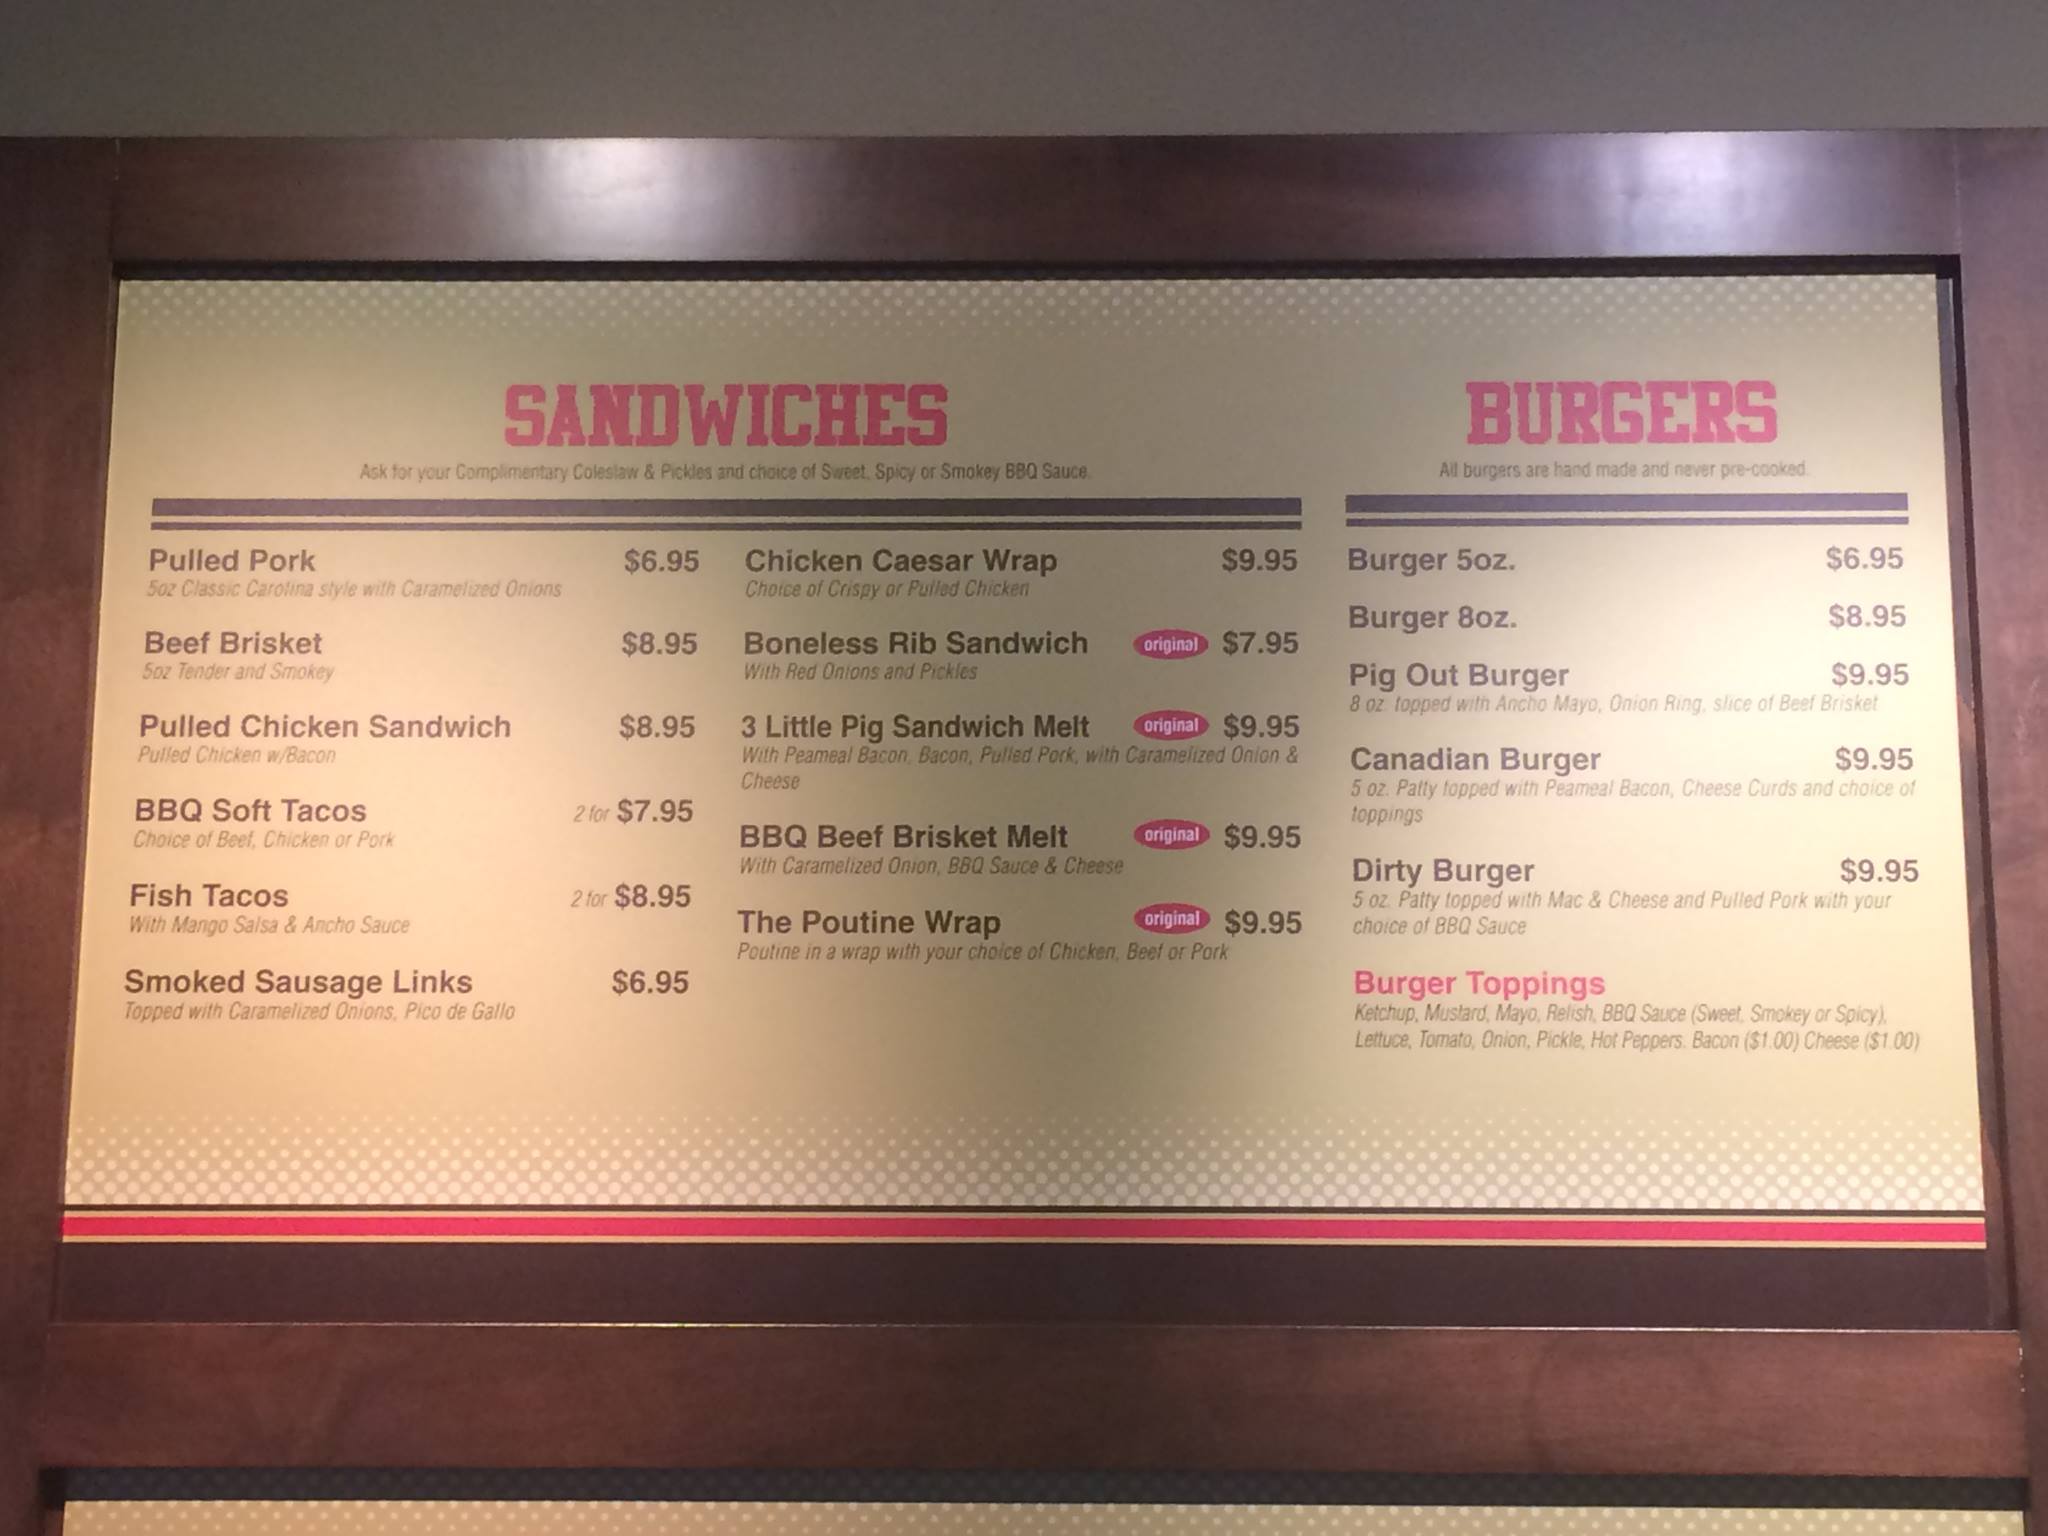 SANDWICHES
Ask for your Complimentary Coleslaw & Pickles and choice of Sweet, Spicy or Smokey BBQ Sauce.
Pulled Pork $6.95
5oz Classic Carolina style with Caramelized Onions
Beef Brisket $8.95
5oz Tender and Smokey
Pulled Chicken Sandwich $8.95
Pulled Chicken w/Bacon
BBQ Soft Tacos 2 for $7.95
Choice of Beef, Chicken or Pork
Fish Tacos 2 for $8.95
With Mango Salsa & Ancho Sauce
Smoked Sausage Links $6.95
Topped with Caramelized Onions, Pico de Gallo
Chicken Caesar Wrap $9.95
Choice of Crispy or Pulled Chicken
Boneless Rib Sandwich original $7.95
With Red Onions and Pickles
3 Little Pig Sandwich Melt original $9.95
With Peameal Bacon, Bacon, Pulled Pork, with Caramelized Onion &
Cheese
BBQ Beef Brisket Melt original $9.95
With Caramelized Onion, BBQ Sauce & Cheese
The Poutine Wrap original $9.95
Poutine in a wrap with your choice of Chicken, Beef or Pork
BURGERS
All burgers are hand made and never pre-cooked.
Burger 5oz. $6.95
Burger 8oz. $8.95
Pig Out Burger $9.95
8 oz. topped with Ancho Mayo, Onion Ring, slice of Beef Brisket
Canadian Burger $9.95
5 oz. Patty topped with Peameal Bacon, Cheese Curds and choice of
toppings
Dirty Burger $9.95
5 oz. Patty topped with Mac & Cheese and Pulled Pork with your
choice of BBQ Sauce
Burger Toppings
Ketchup, Mustard, Mayo, Relish, BBQ Sauce (Sweet, Smokey or Spicy),
Lettuce, Tomato, Onion, Pickle, Hot Peppers. Bacon ($1.00) Cheese ($1.00)